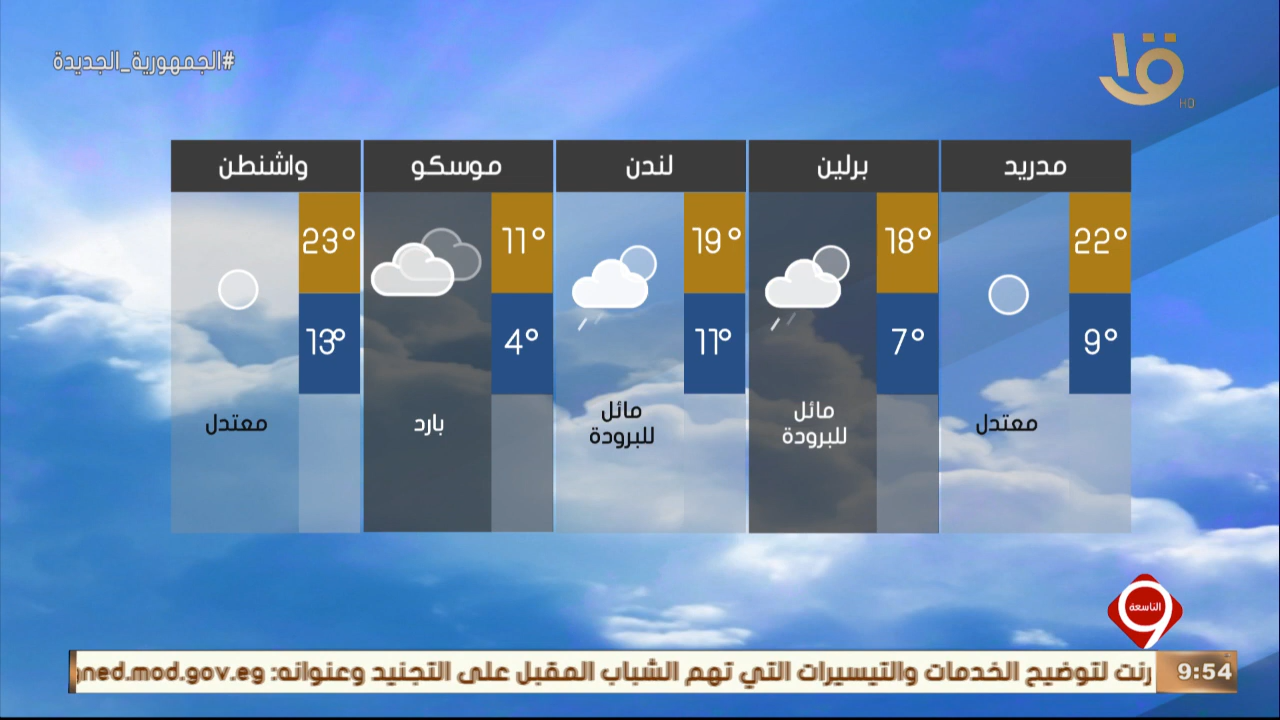 #الجمهورية_الجديدة
HD
مدريد
22°
9°
معتدل
برلين
18°
7°
مائل
للبرودة
لندن
19°
11°
مائل
للبرودة
موسكو
11°
4°
بارد
واشنطن
23°
13°
معتدل
التاسعة
9
9:54
رنت لتوضيح الخدمات والتيسيرات التي تهم الشباب المقبل على التجنيد وعنوانه: ned.mod.gov.eg